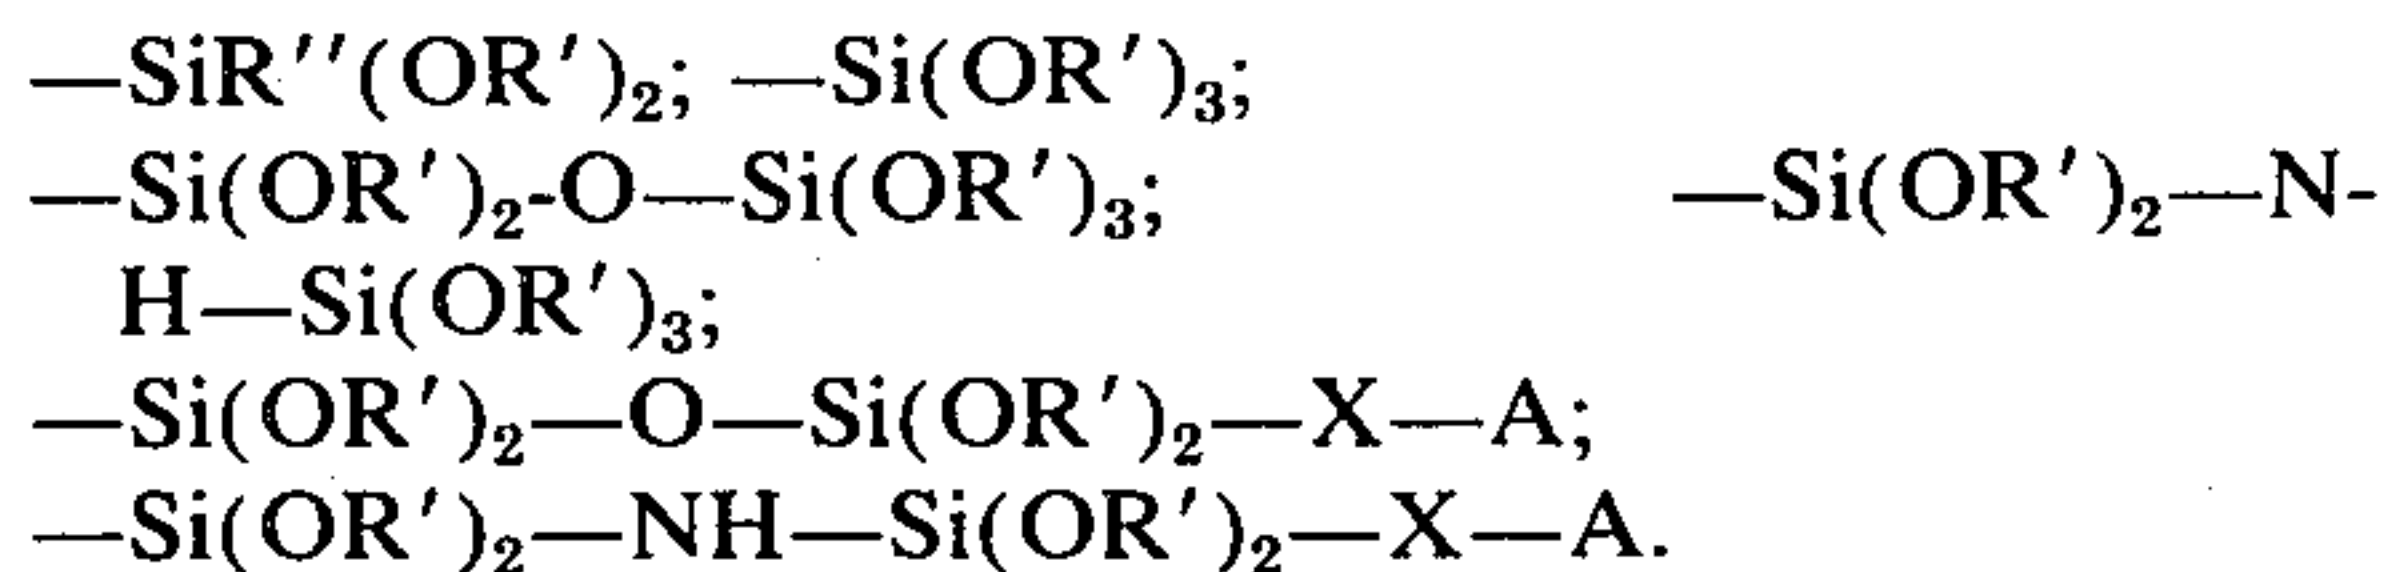 —SiR″(OR′)₂; —Si(OR′)₃;
—Si(OR′)₂-O—Si(OR′)₃; —Si(OR′)₂—N-
H—Si(OR′)₃;
—Si(OR′)₂—O—Si(OR′)₂—X—A;
—Si(OR′)₂—NH—Si(OR′)₂—X—A.